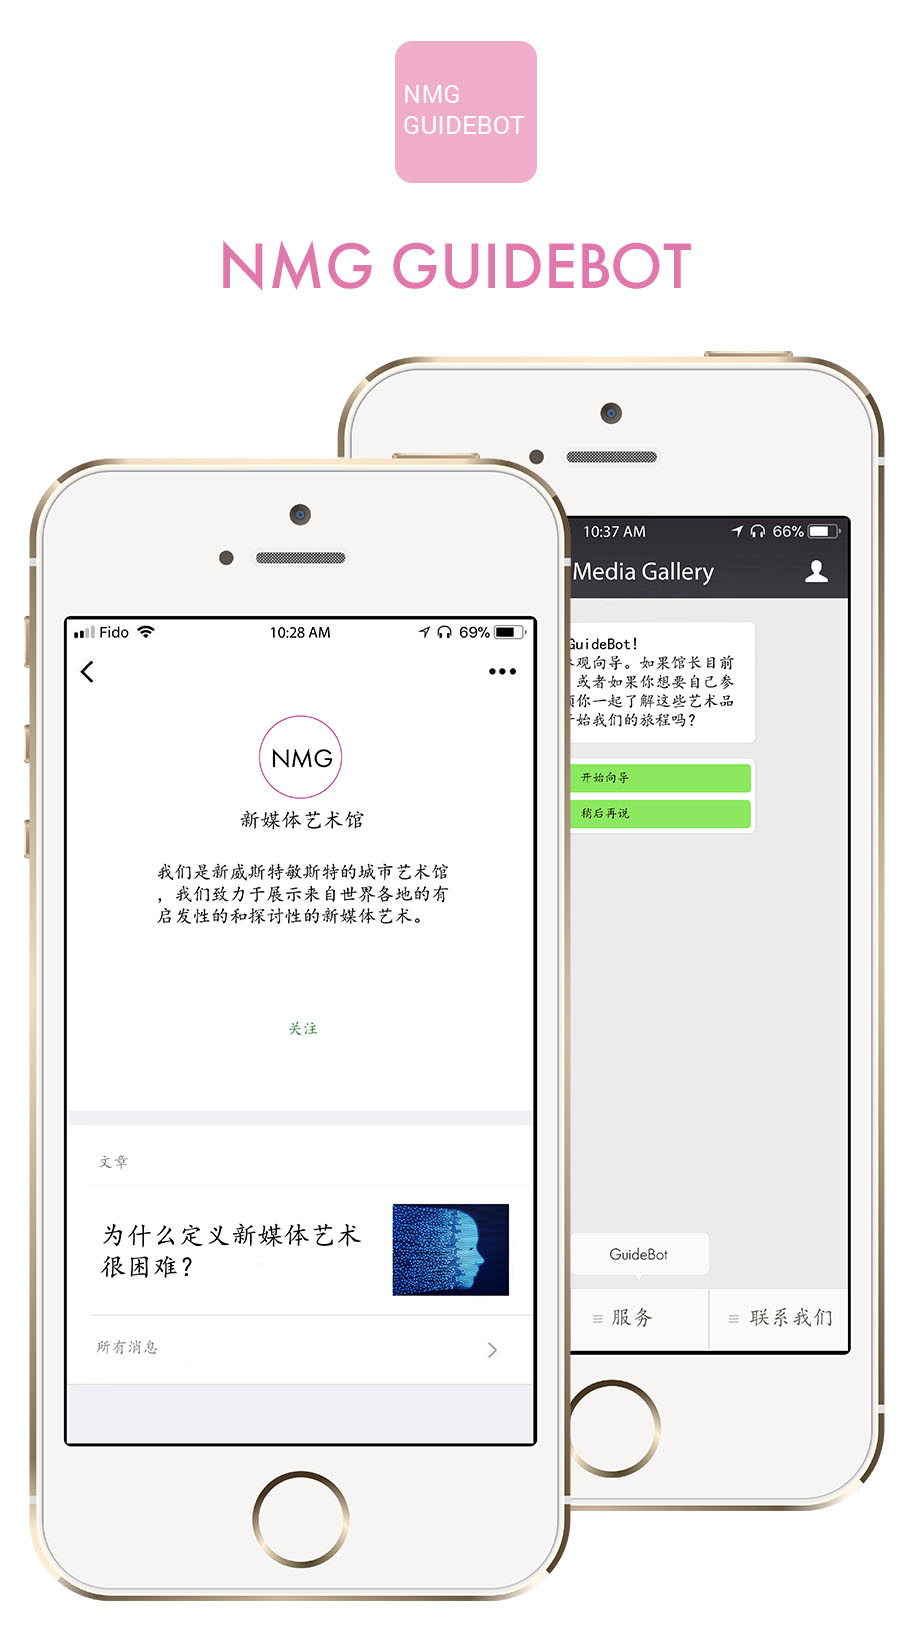 NMG
GUIDEBOT
NMG GUIDEBOT
Fido
10:28 AM
69%
NMG
新媒体艺术馆
我们是新威斯特敏斯特的城市艺术馆
，我们致力于展示来自世界各地的有
启发性的和探讨性的新媒体艺术。
关注
文章
为什么定义新媒体艺术
很困难？
所有消息
10:37 AM
66%
Media Gallery
GuideBot!
观向导。如果馆长目前
或者如果你想要自己参
你一起了解这些艺术品
始我们的旅程吗？
开始向导
稍后再说
GuideBot
服务
联系我们